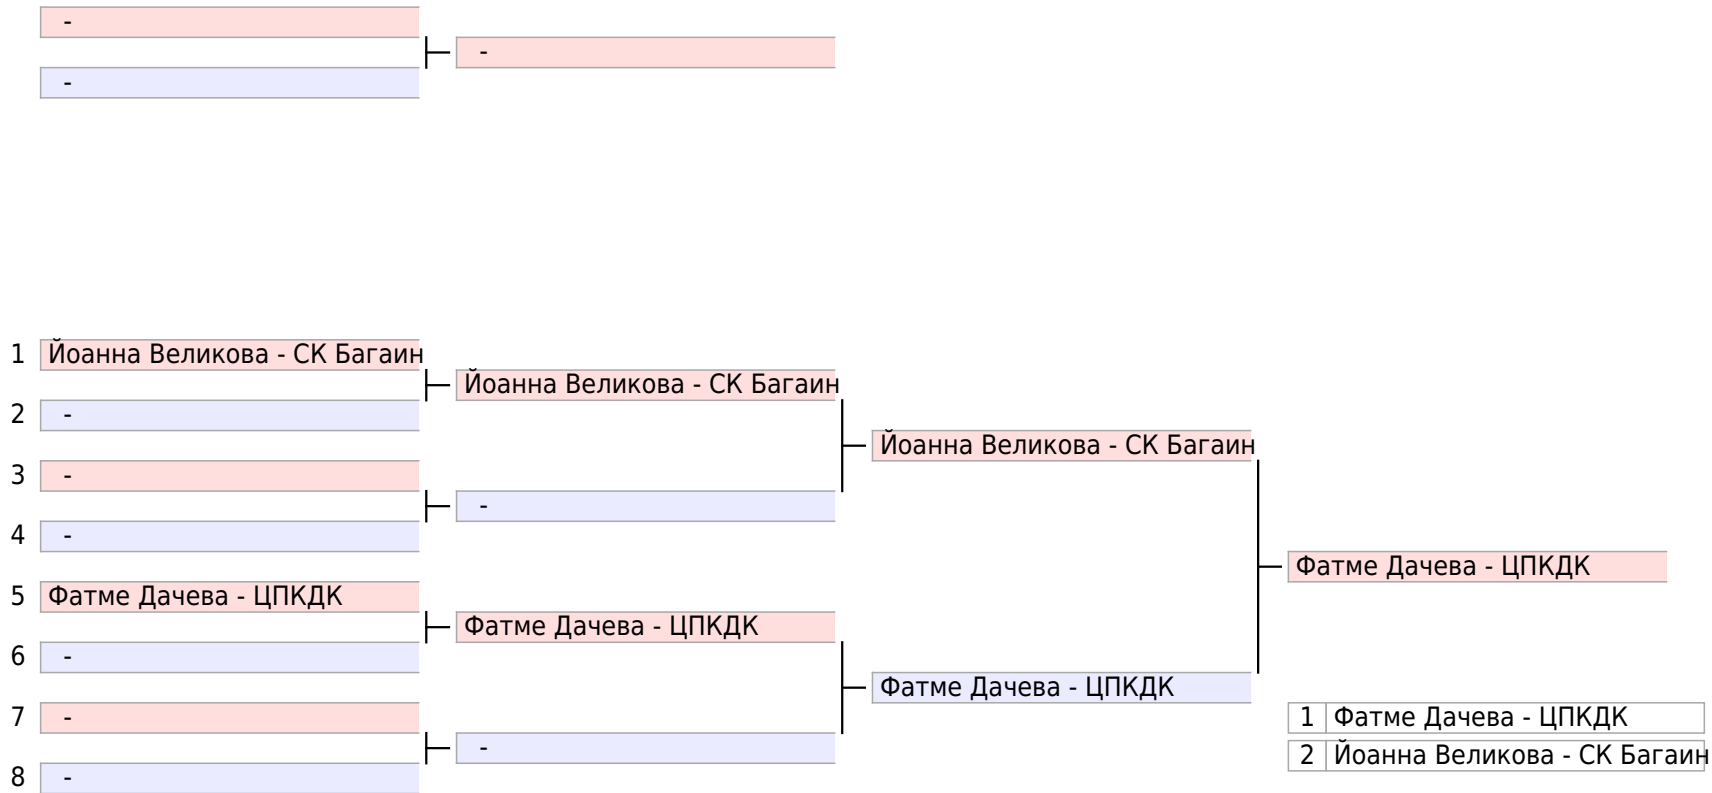 -
-
-
1 Йоанна Великова - СК Багаин
Йоанна Великова - СК Багаин
2 -
Йоанна Великова - СК Багаин
3 -
-
4 -
Фатме Дачева - ЦПКДК
5 Фатме Дачева - ЦПКДК
Фатме Дачева - ЦПКДК
6 -
Фатме Дачева - ЦПКДК
7 -
1 Фатме Дачева - ЦПКДК
-
2 Йоанна Великова - СК Багаин
8 -